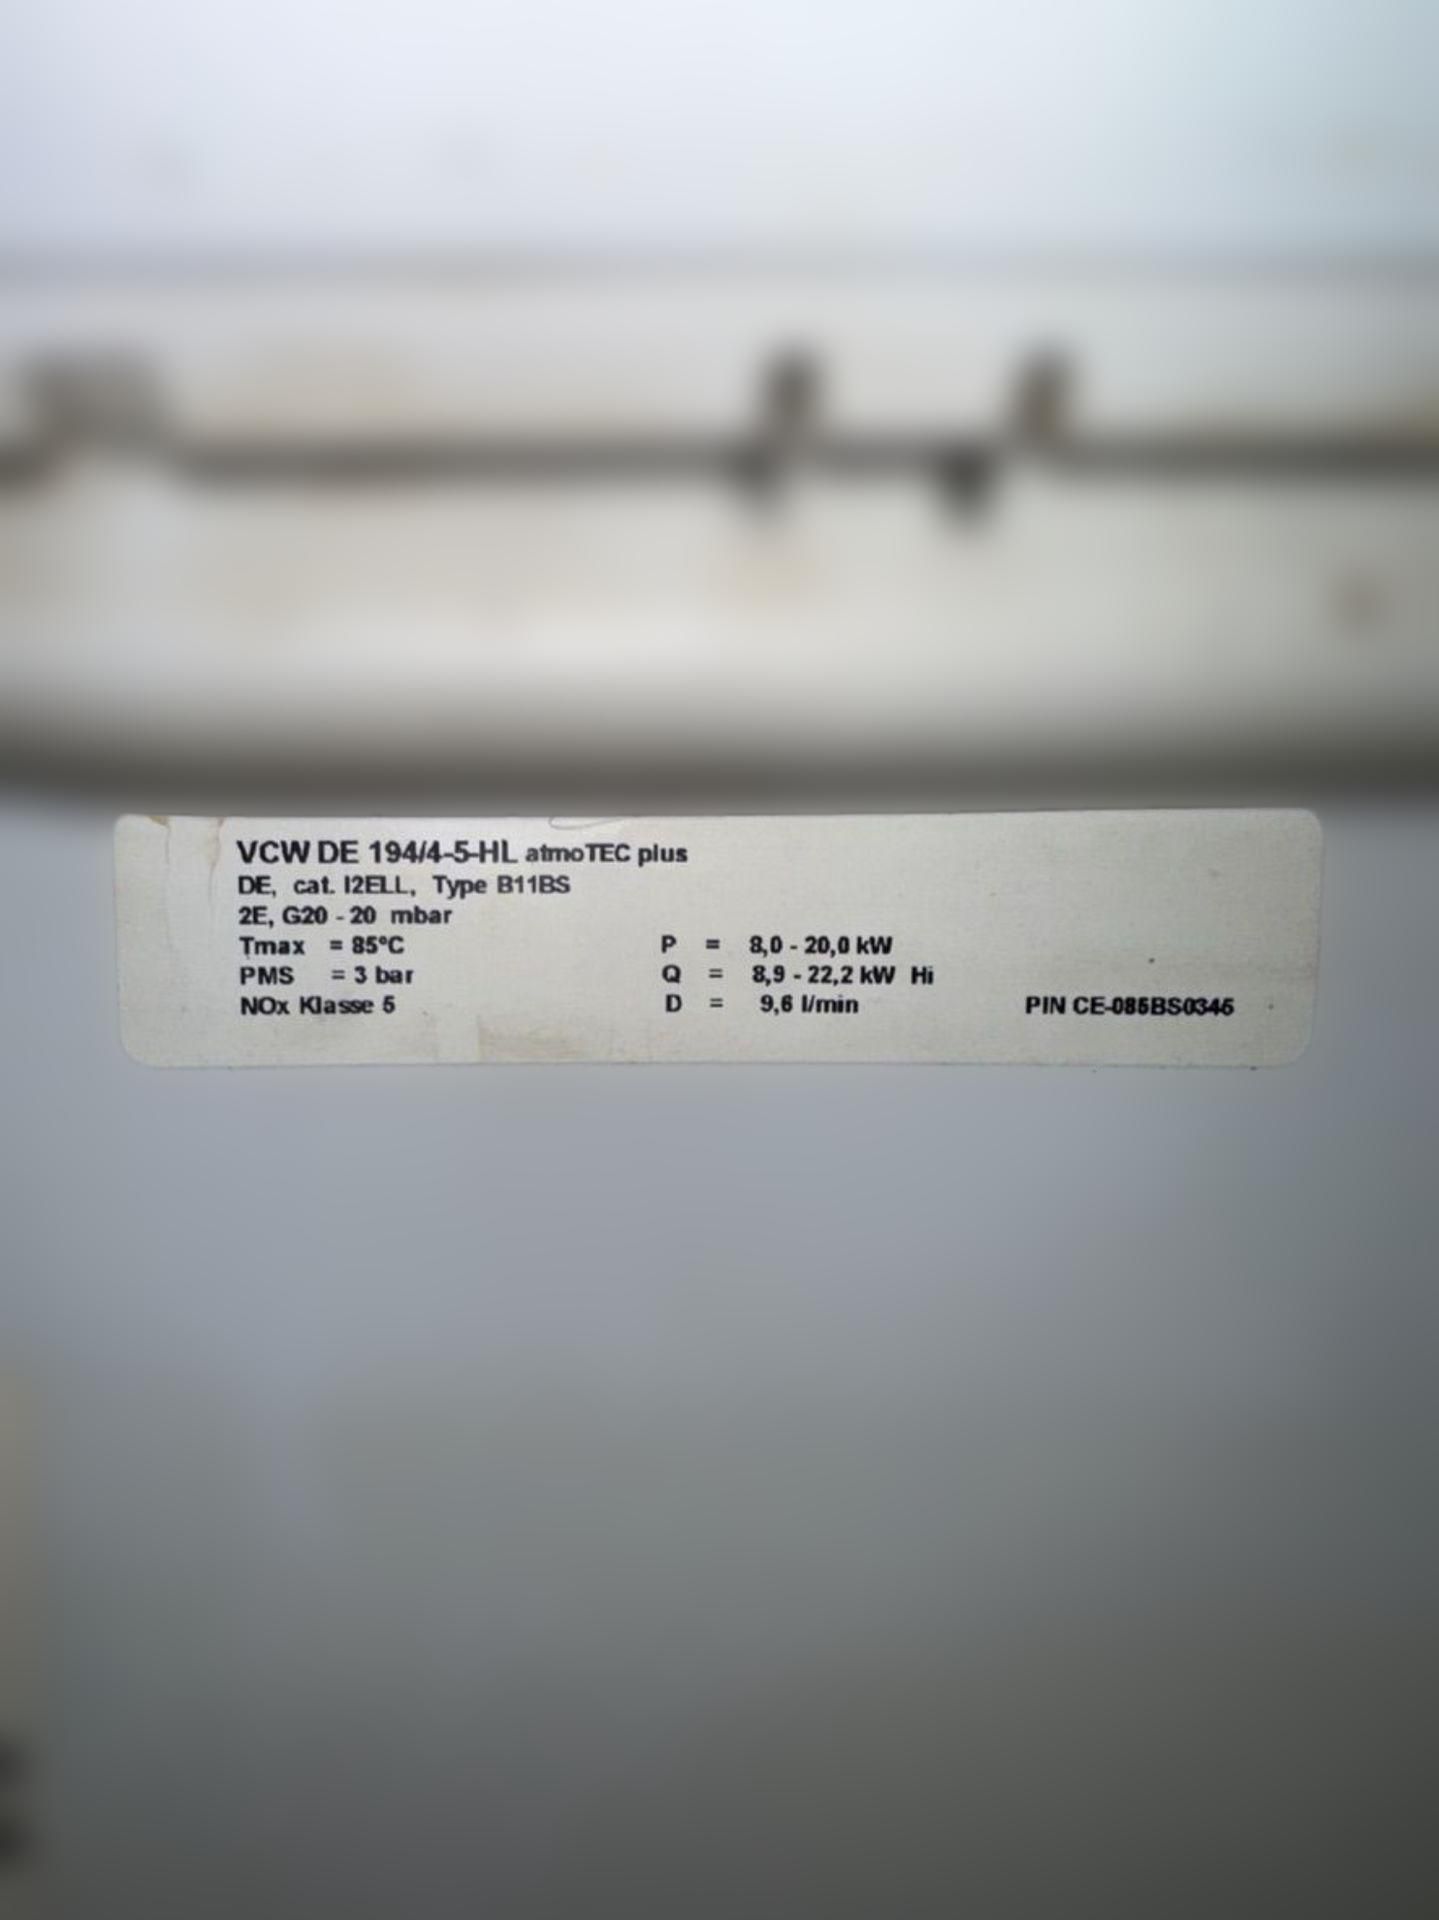 VCW DE 194/4-5-HL atmoTEC plus
DE, cat. I2ELL, Type B11BS
2E, G20 - 20 mbar
Tmax = 85°C P = 8,0 - 20,0 kW
PMS = 3 bar Q = 8,9 - 22,2 kW Hi
NOx Klasse 5 D = 9,6 l/min PIN CE-085BS0345